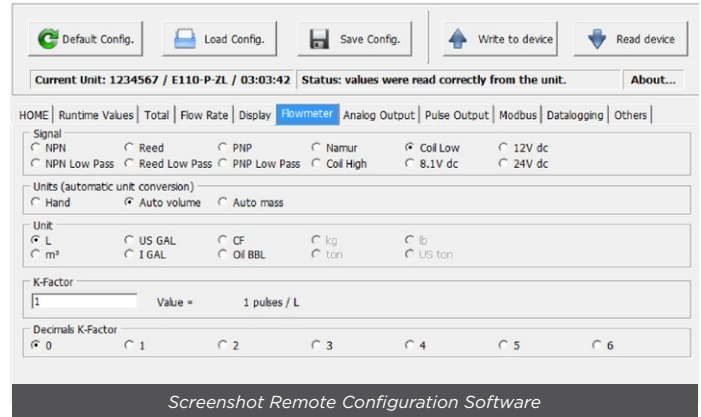 Default Config. Load Config. Save Config. Write to device Read device
Current Unit: 1234567 / E110-P-ZL / 03:03:42 Status: values were read correctly from the unit. About...
HOME Runtime Values Total Flow Rate Display Flowmeter Analog Output Pulse Output Modbus Datalogging Others
Signal
NPN Reed PNP Namur Coil Low 12V dc
NPN Low Pass Reed Low Pass PNP Low Pass Coil High 8.1V dc 24V dc
Units (automatic unit conversion)
Hand Auto volume Auto mass
Unit
L US GAL CF kg lb
m³ I GAL Oil BBL ton US ton
K-Factor
1 Value = 1 pulses / L
Decimals K-Factor
0 1 2 3 4 5 6
Screenshot Remote Configuration Software